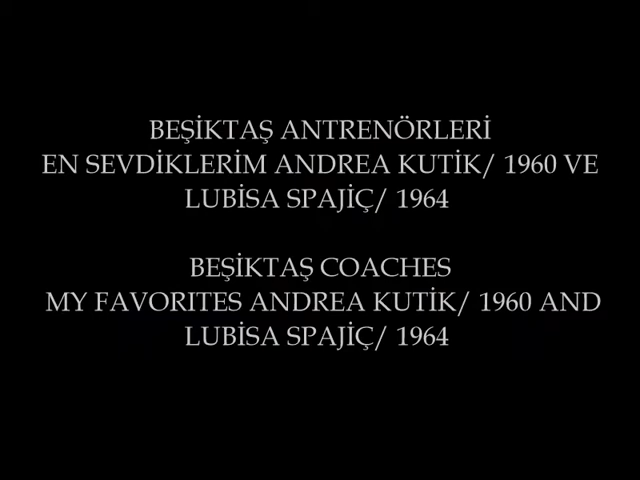 BEŞİKTAŞ ANTRENÖRLERİ
EN SEVDİKLERİM ANDREA KUTİK/ 1960 VE
LUBİSA SPAJİÇ/ 1964
BEŞİKTAŞ COACHES
MY FAVORITES ANDREA KUTİK/ 1960 AND
LUBİSA SPAJİÇ/ 1964